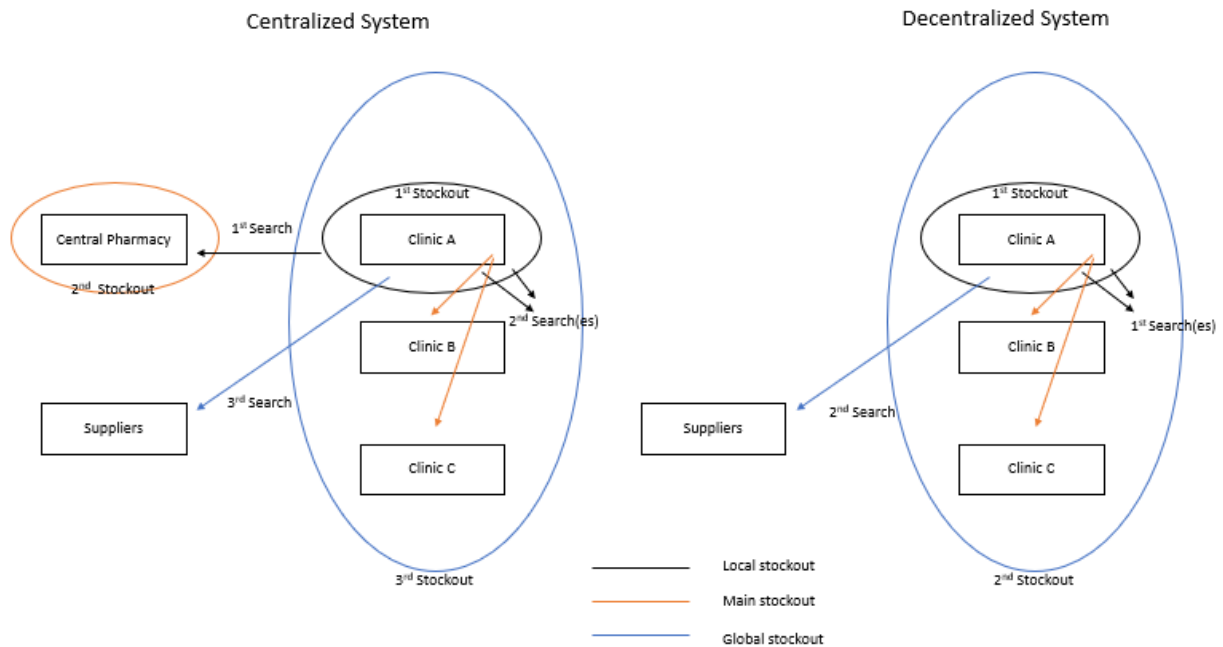 Centralized System
Decentralized System
1st Stockout
Central Pharmacy
1st Search
Clinic A
2nd Stockout
2nd Search(es)
Clinic B
3rd Search
Suppliers
Clinic C
3rd Stockout
1st Stockout
Clinic A
1st Search(es)
Clinic B
2nd Search
Suppliers
Clinic C
2nd Stockout
Local stockout
Main stockout
Global stockout